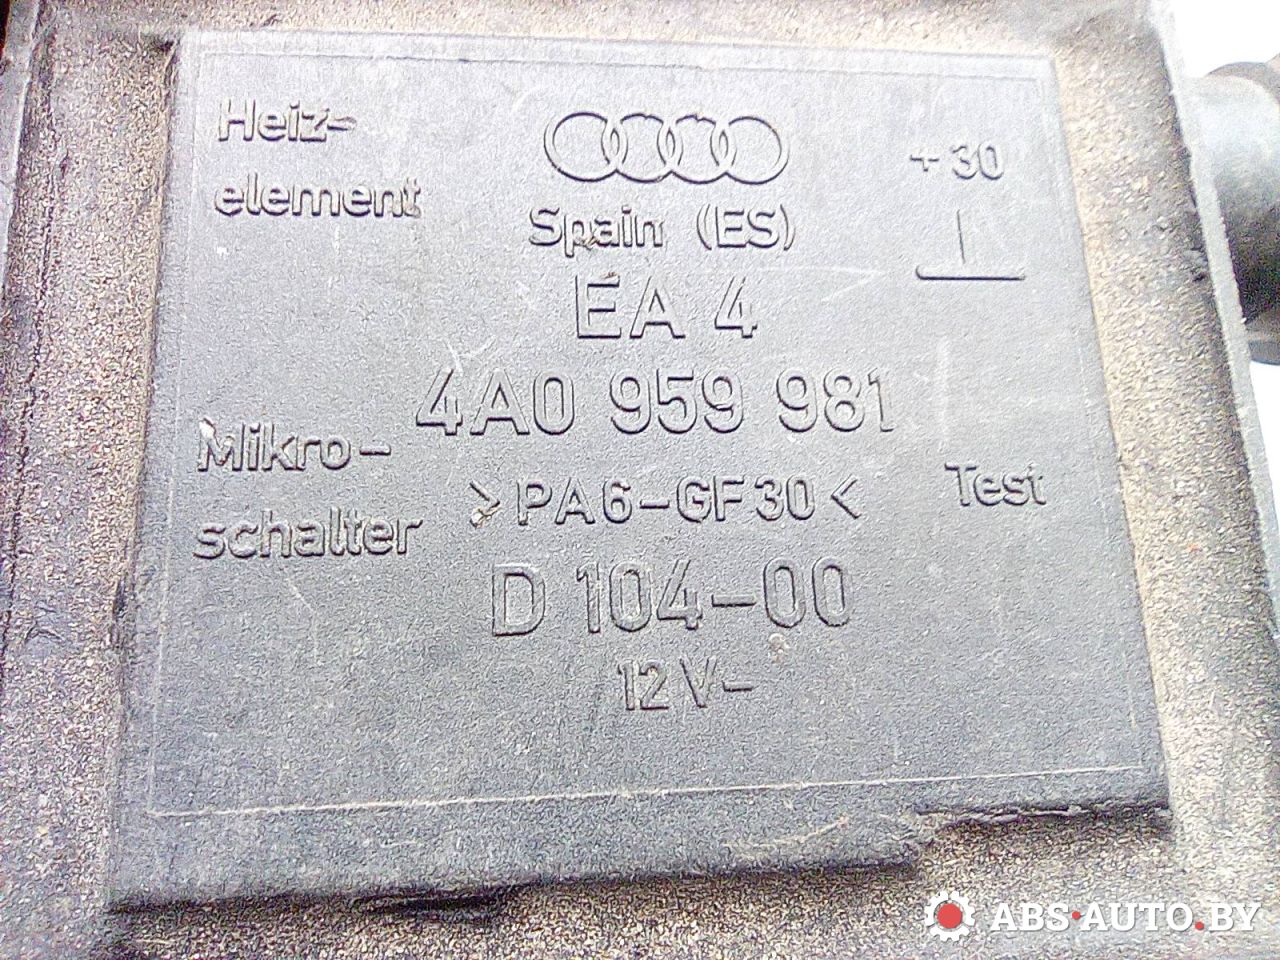 Heiz-
element
Spain (ES)
+30
EA 4
4A0 959 981
Mikro-
schalter
>PA6-GF30<
Test
D 104-00
12V-
ABS-AUTO.BY